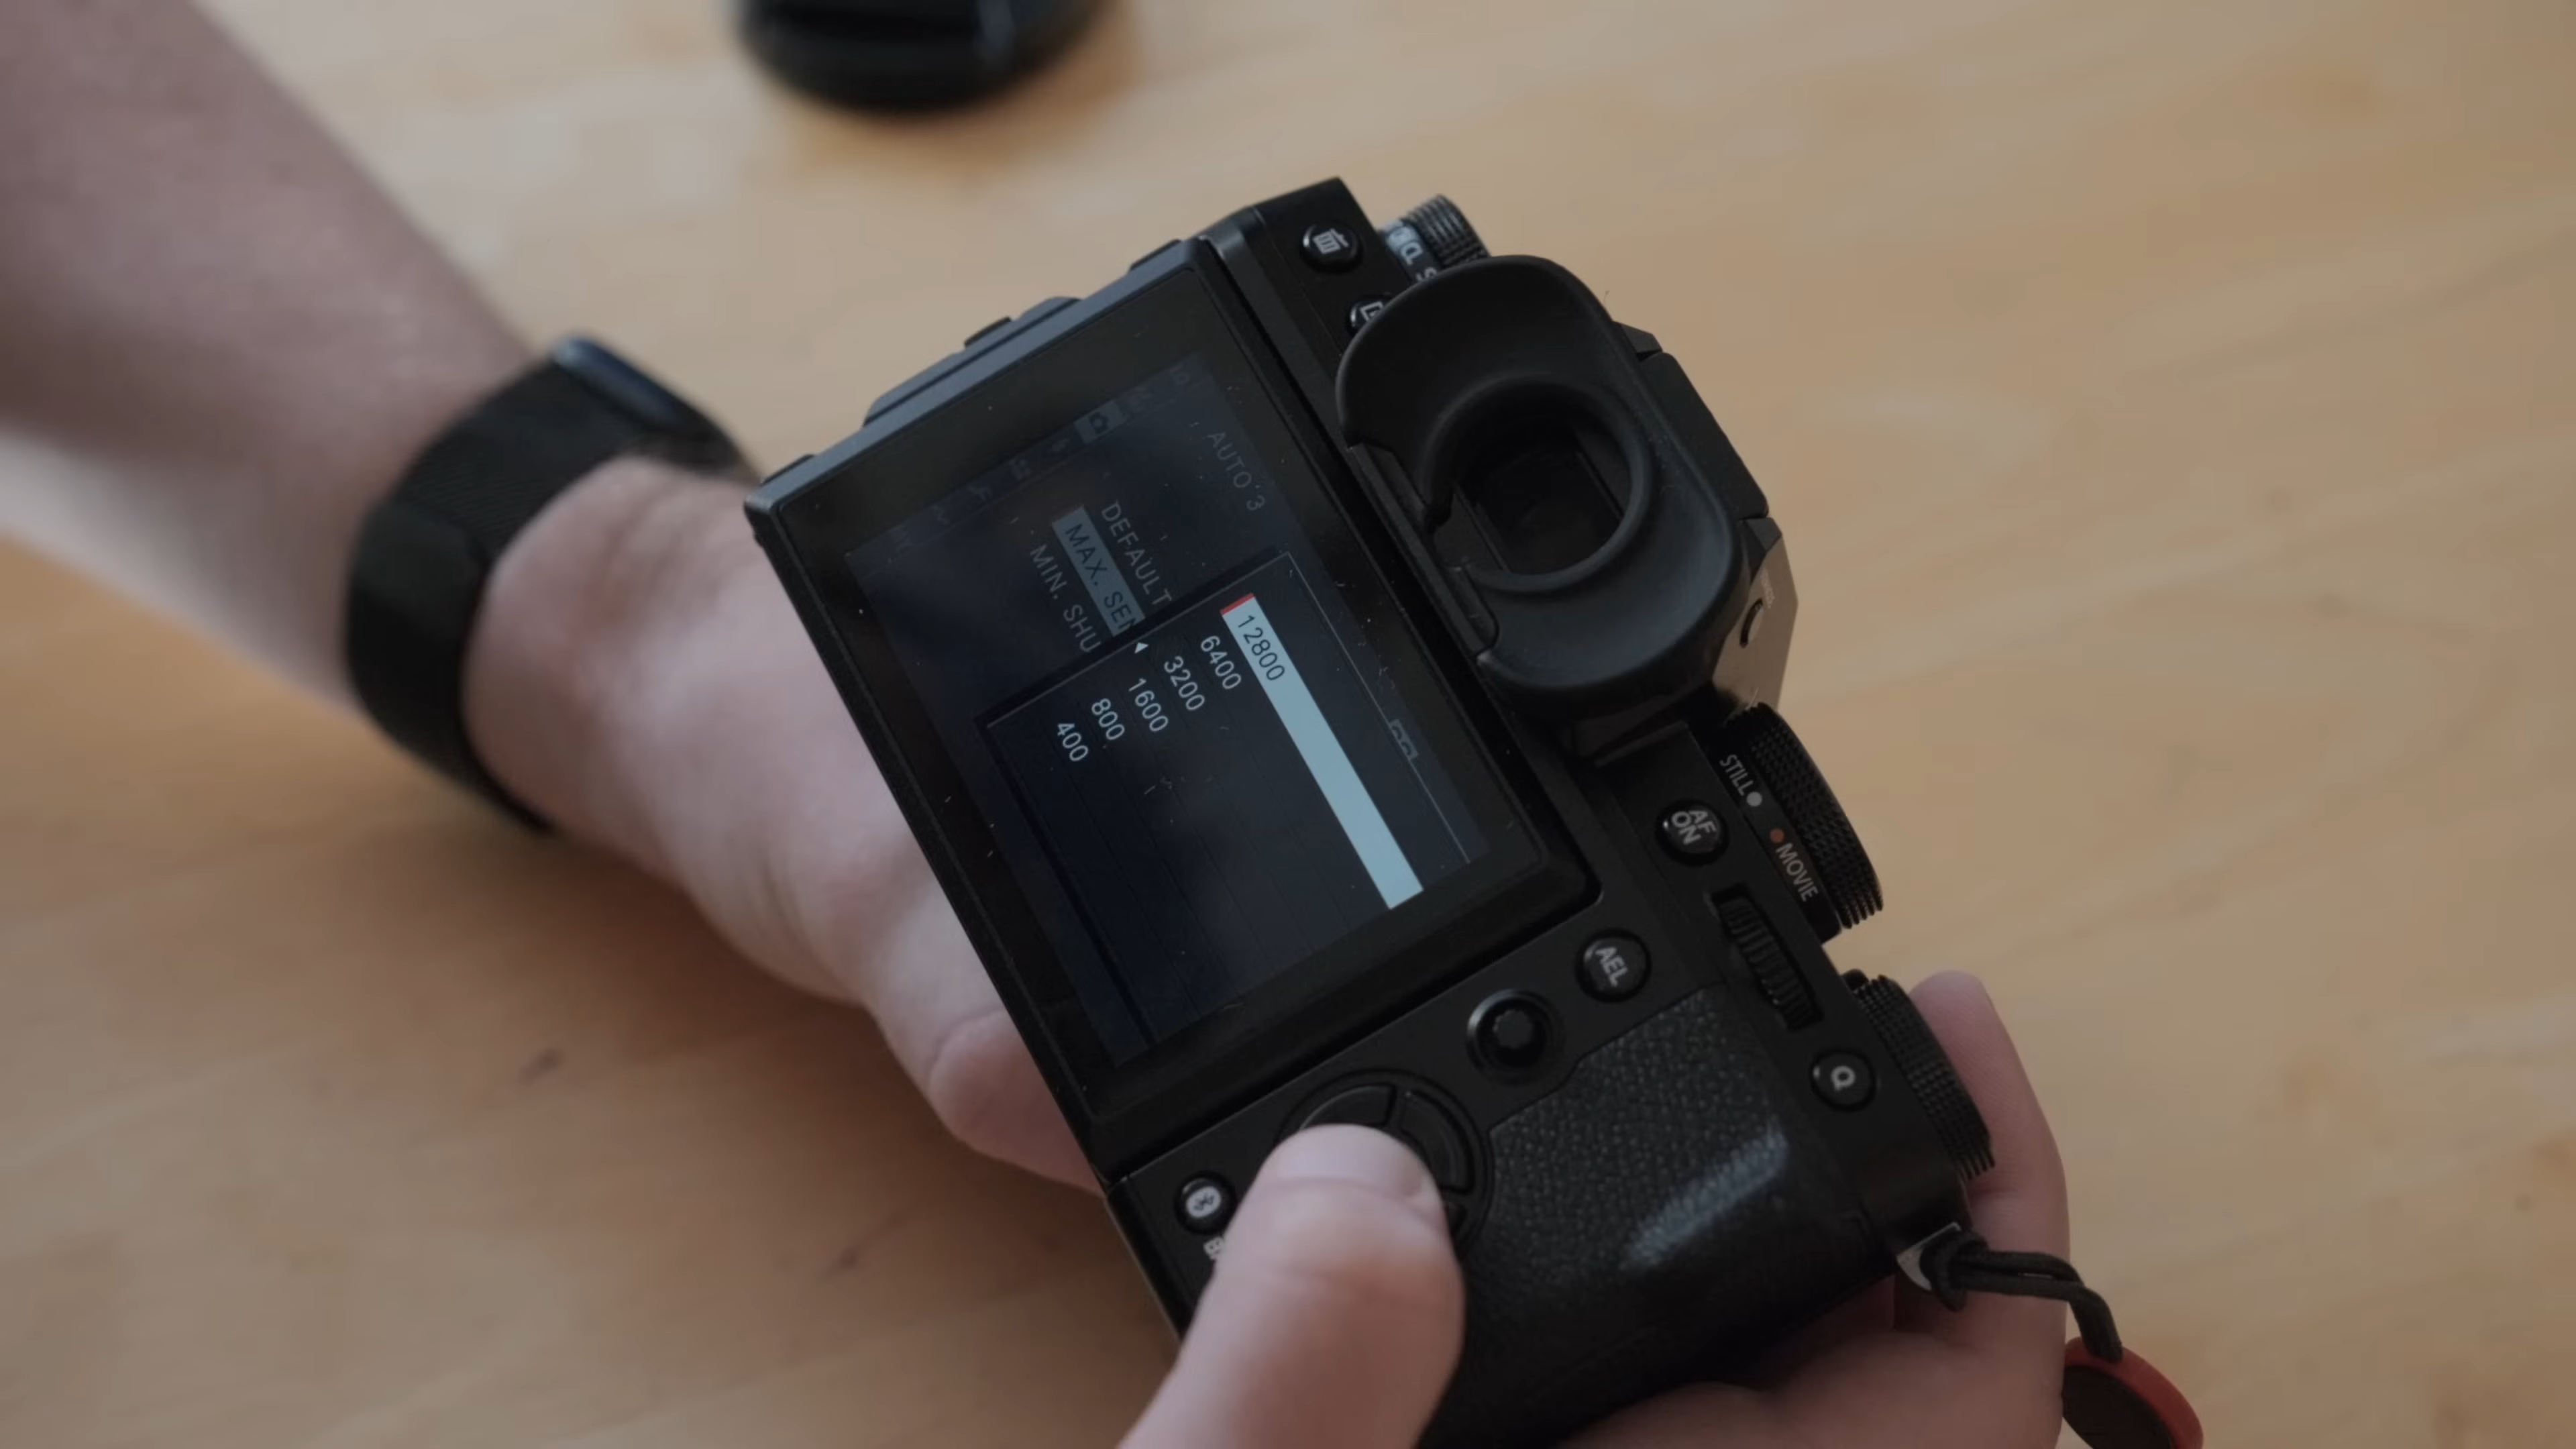 AUTO 3
DEFAULT
MAX. SEN
MIN. SHU
12800
6400
3200
1600
800
400
STILL
MOVIE
AF
ON
AEL
Q